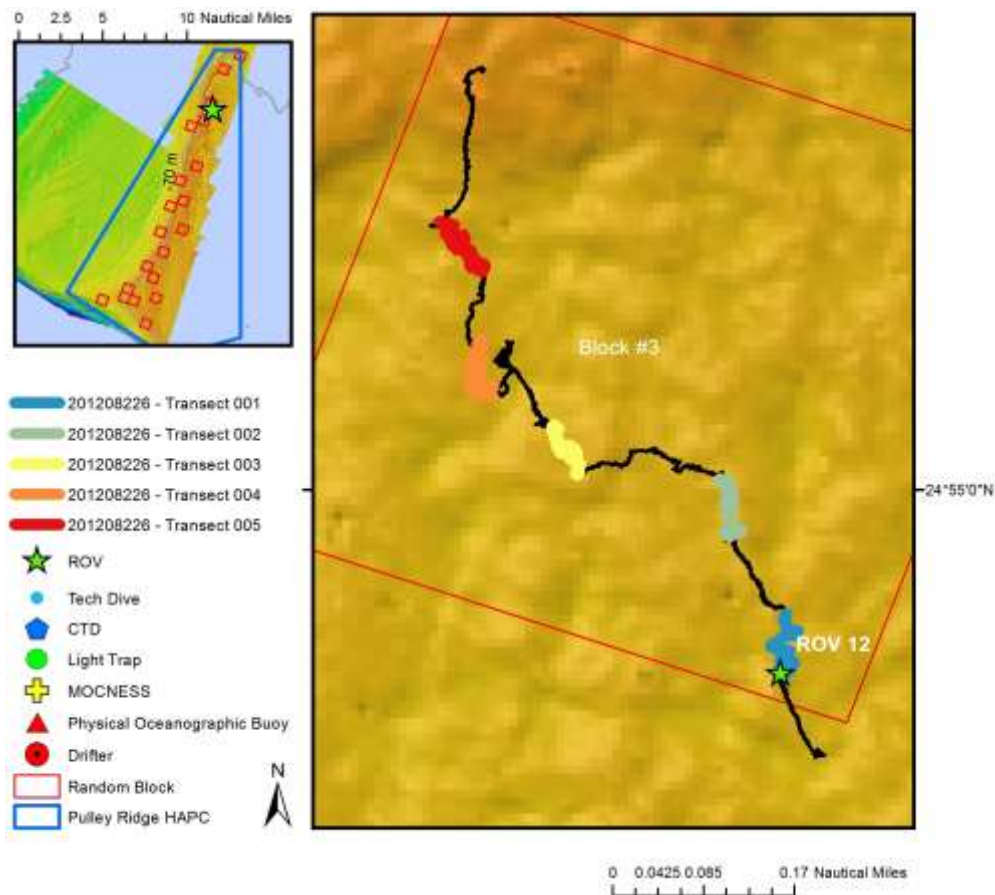 0 2.5 5 10 Nautical Miles
70 m
201208226 - Transect 001
201208226 - Transect 002
201208226 - Transect 003
201208226 - Transect 004
201208226 - Transect 005
ROV
Tech Dive
CTD
Light Trap
MOCNESS
Physical Oceanographic Buoy
Drifter
Random Block
Pulley Ridge HAPC
N
Block #3
24°55'0"N
ROV 12
0 0.0425 0.085 0.17 Nautical Miles